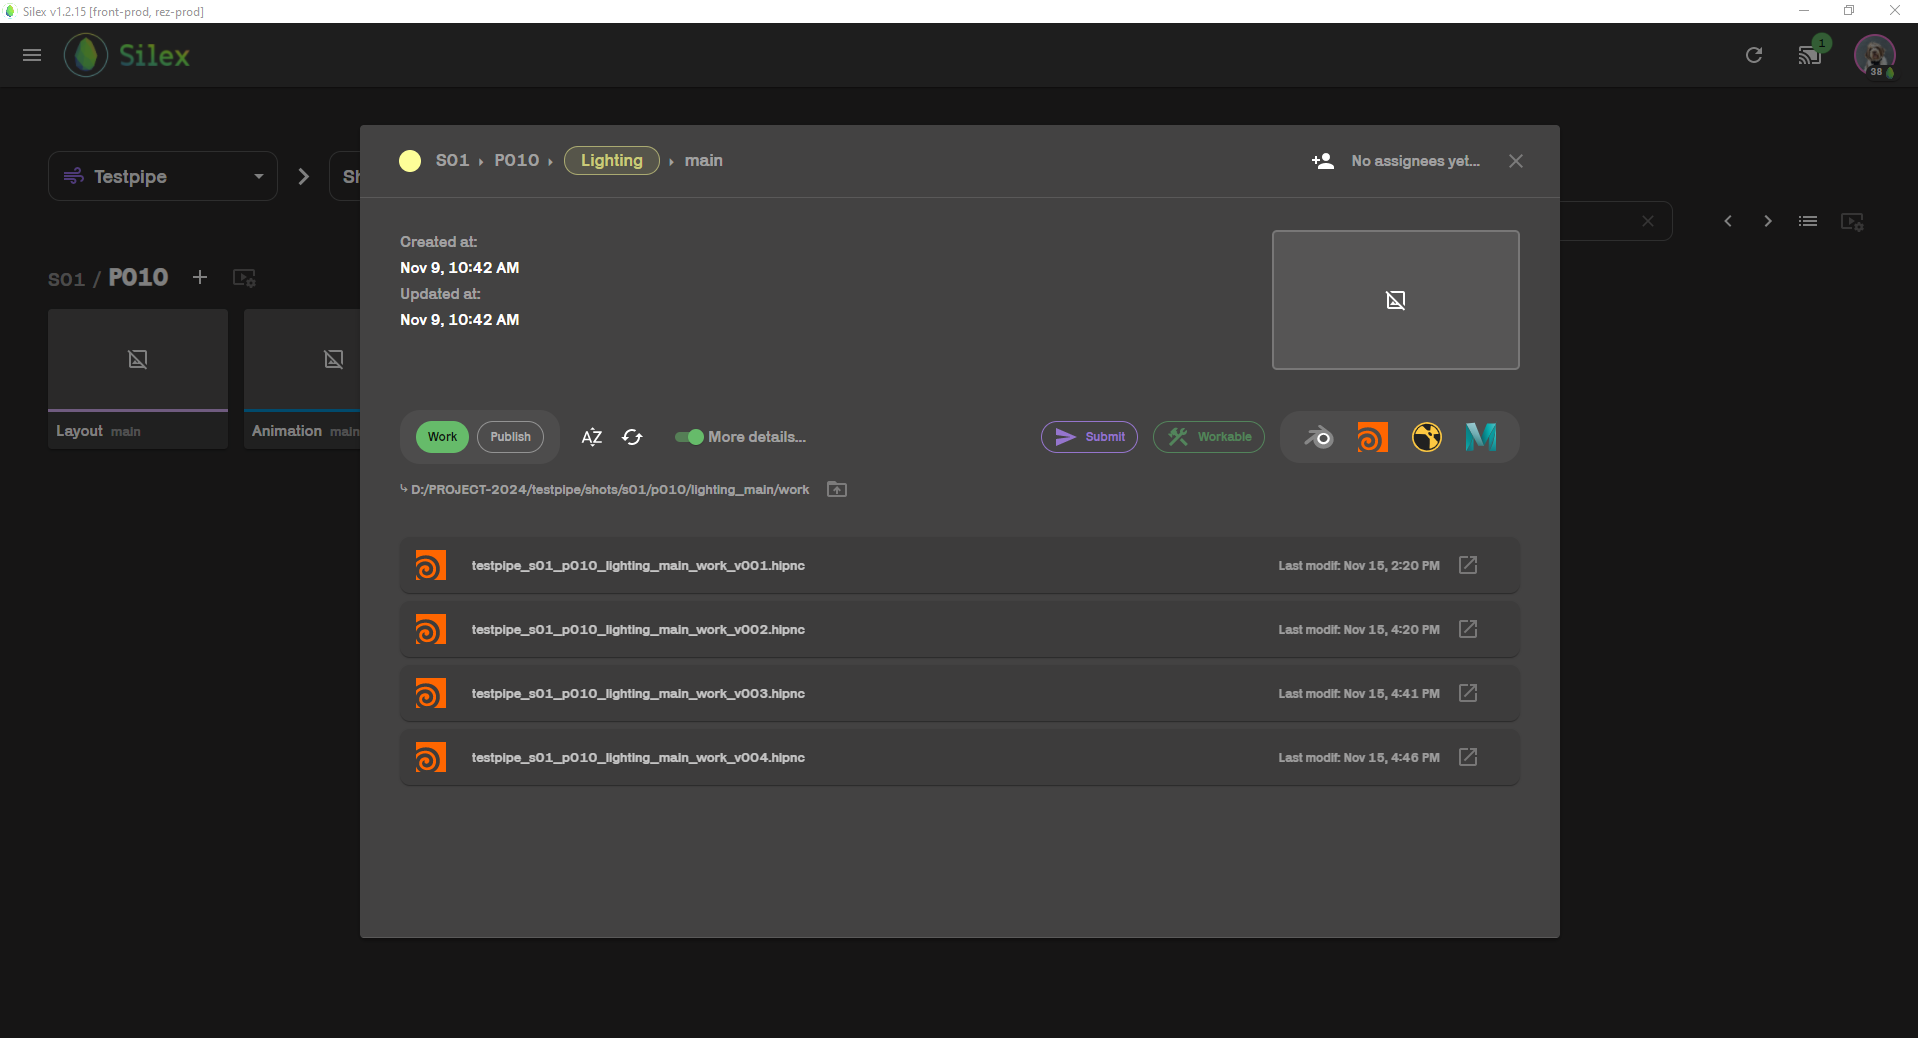 Silex v1.2.15 [front-prod, rez-prod]
Silex
1
38
Testpipe
Sh
S01 / P010
Layout main
Animation main
S01 › P010 › Lighting › main
No assignees yet...
Created at:
Nov 9, 10:42 AM
Updated at:
Nov 9, 10:42 AM
Work
Publish
AZ
More details...
Submit
Workable
D:/PROJECT-2024/testpipe/shots/s01/p010/lighting_main/work
testpipe_s01_p010_lighting_main_work_v001.hipnc
Last modif: Nov 15, 2:20 PM
testpipe_s01_p010_lighting_main_work_v002.hipnc
Last modif: Nov 15, 4:20 PM
testpipe_s01_p010_lighting_main_work_v003.hipnc
Last modif: Nov 15, 4:41 PM
testpipe_s01_p010_lighting_main_work_v004.hipnc
Last modif: Nov 15, 4:46 PM